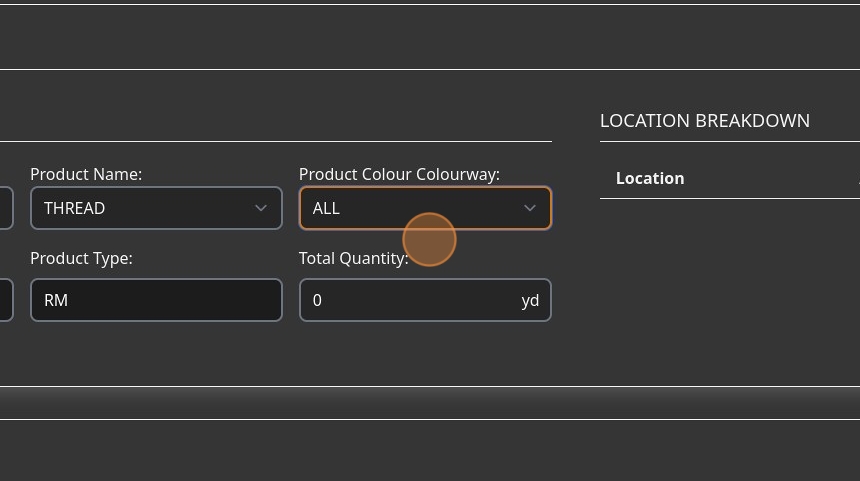 LOCATION BREAKDOWN
Product Name:
Product Colour Colourway:
Location
THREAD
ALL
Product Type:
Total Quantity:
RM
0 yd